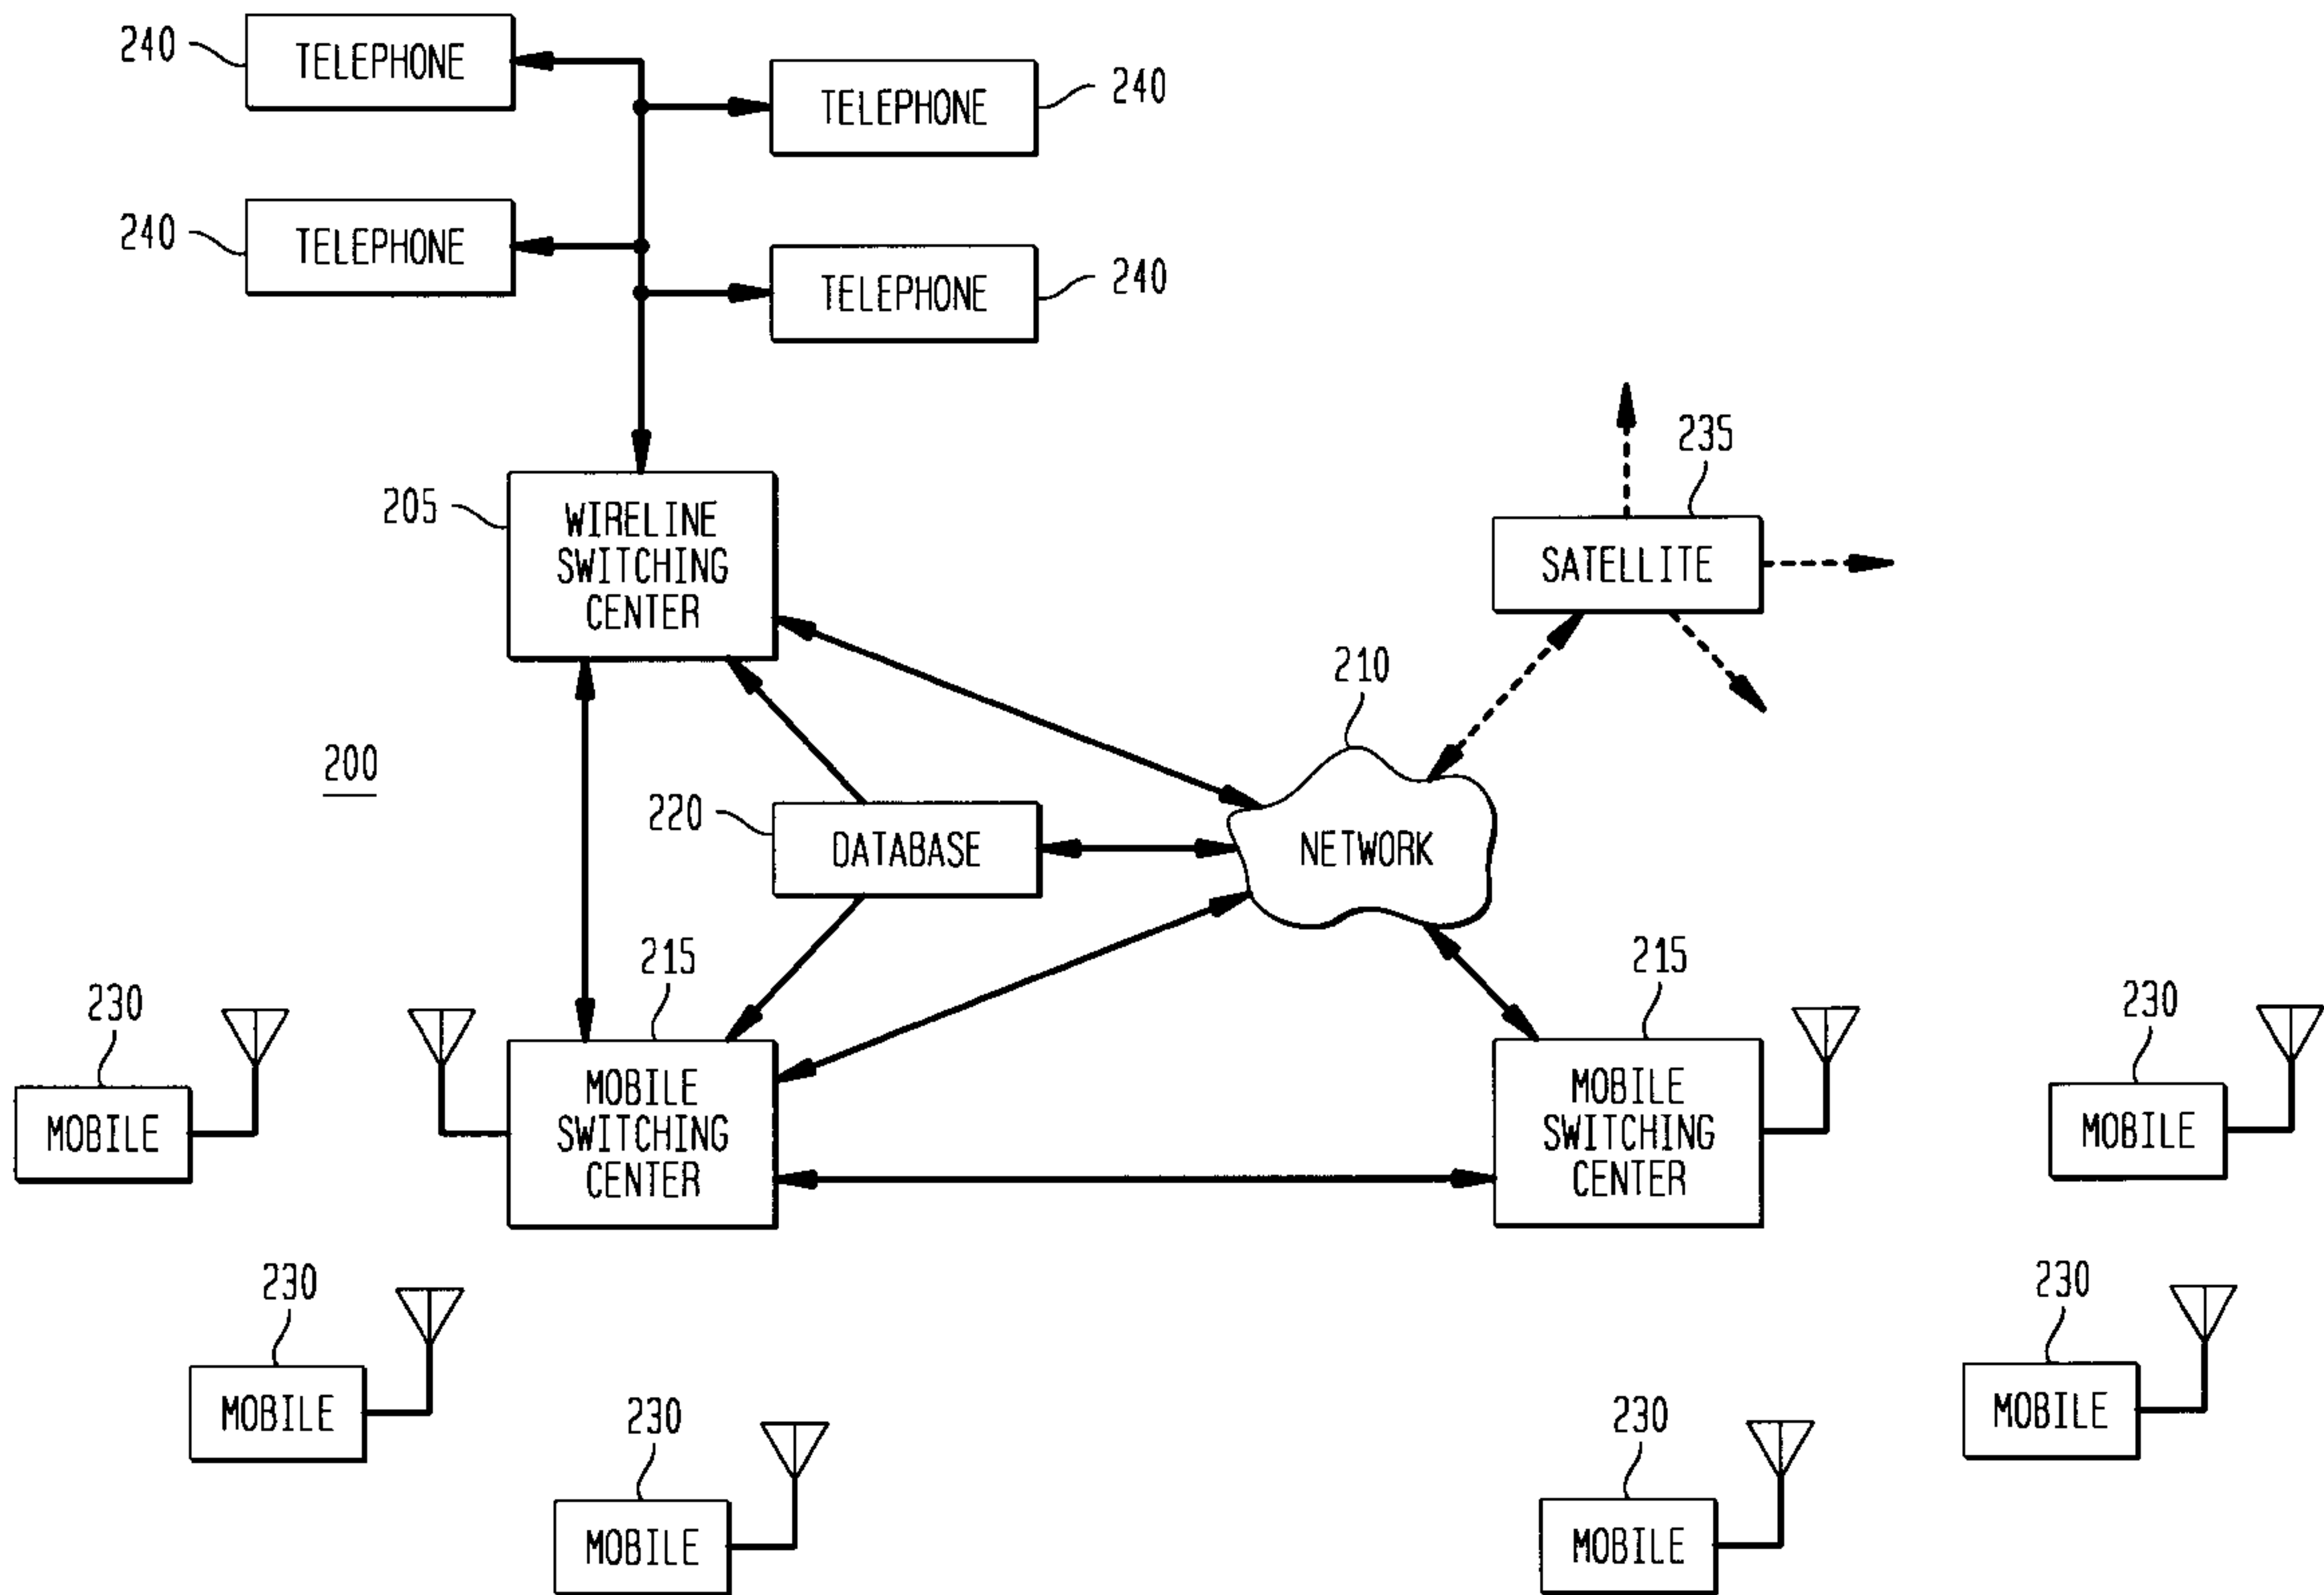 240
TELEPHONE
TELEPHONE
240
240
TELEPHONE
TELEPHONE
240
205
WIRELINE
SWITCHING
CENTER
235
SATELLITE
210
200
220
DATABASE
NETWORK
215
215
230
MOBILE
MOBILE
SWITCHING
CENTER
MOBILE
SWITCHING
CENTER
230
MOBILE
230
MOBILE
230
MOBILE
230
MOBILE
230
MOBILE